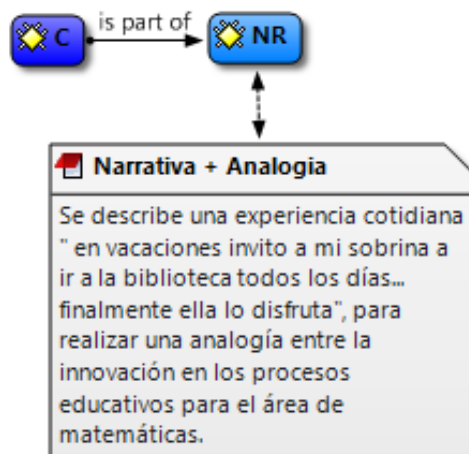 C is part of NR
Narrativa + Analogia
Se describe una experiencia cotidiana
" en vacaciones invito a mi sobrina a
ir a la biblioteca todos los días...
finalmente ella lo disfruta", para
realizar una analogía entre la
innovación en los procesos
educativos para el área de
matemáticas.